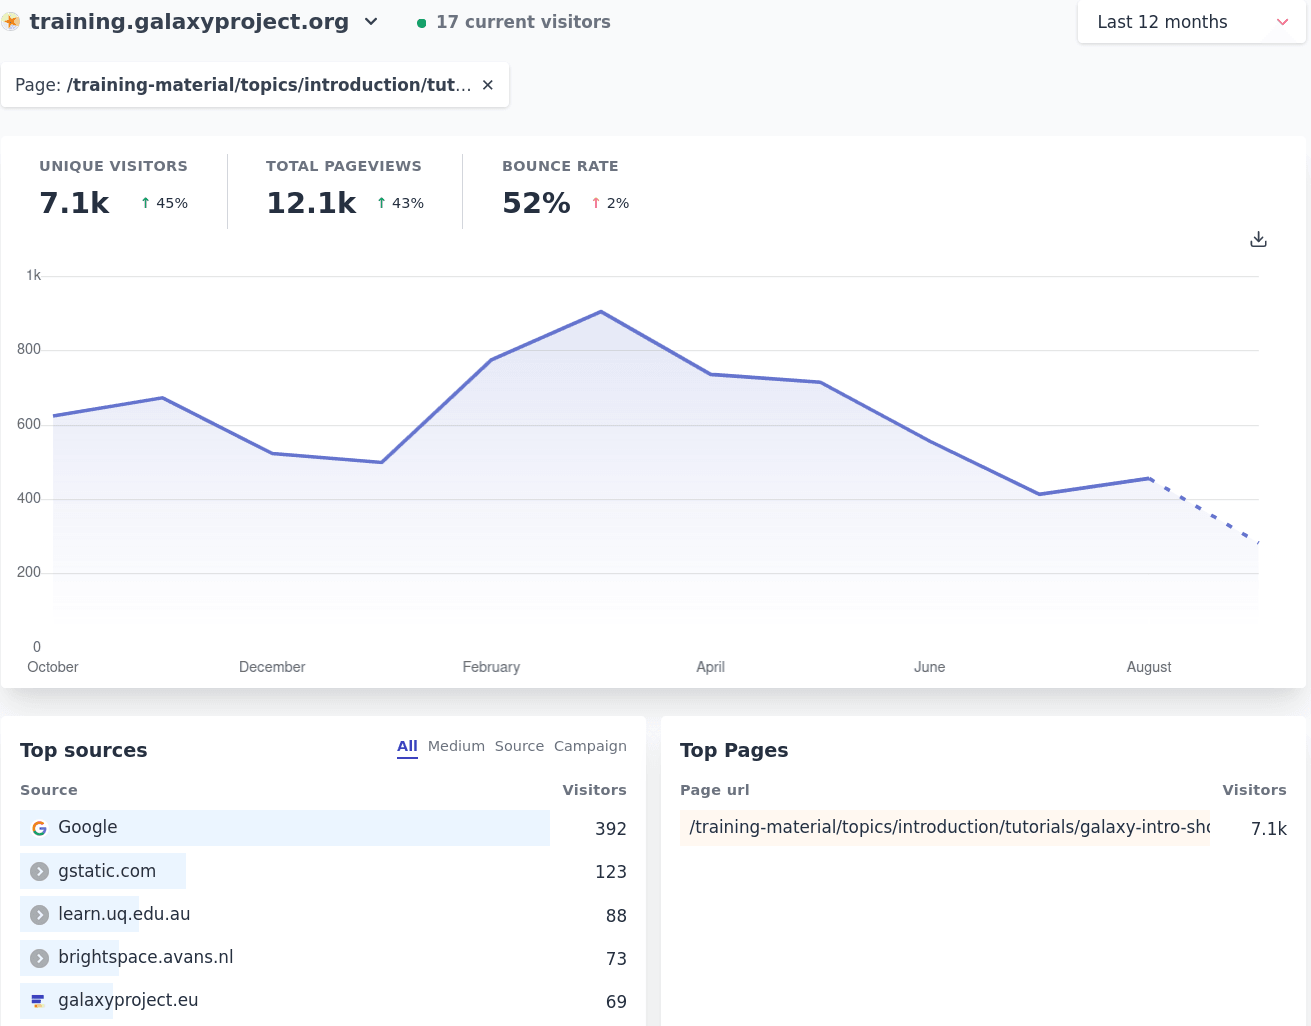 training.galaxyproject.org
17 current visitors
Last 12 months
Page: /training-material/topics/introduction/tut...
UNIQUE VISITORS
7.1k ↑ 45%
TOTAL PAGEVIEWS
12.1k ↑ 43%
BOUNCE RATE
52% ↑ 2%
1k
800
600
400
200
0
October December February April June August
Top sources
All Medium Source Campaign
Source Visitors
Google 392
gstatic.com 123
learn.uq.edu.au 88
brightspace.avans.nl 73
galaxyproject.eu 69
Top Pages
Page url Visitors
/training-material/topics/introduction/tutorials/galaxy-intro-sho 7.1k